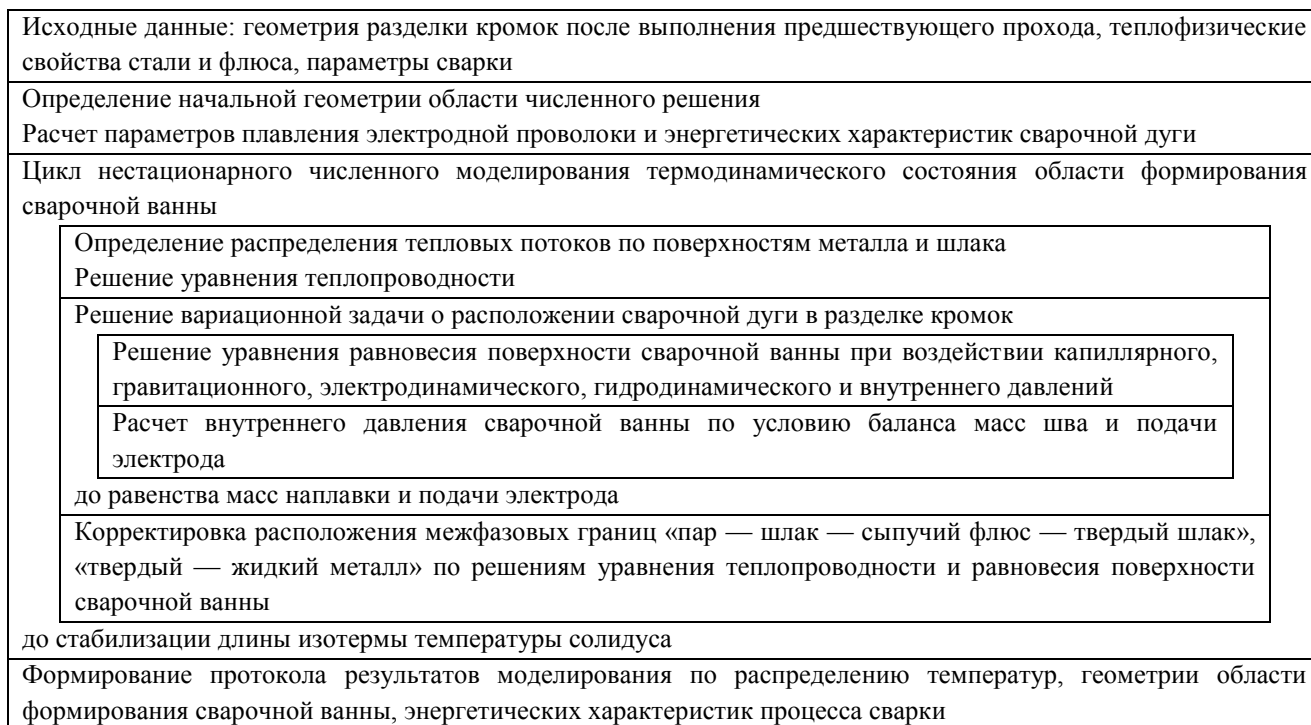 Исходные данные: геометрия разделки кромок после выполнения предшествующего прохода, теплофизические
свойства стали и флюса, параметры сварки
Определение начальной геометрии области численного решения
Расчет параметров плавления электродной проволоки и энергетических характеристик сварочной дуги
Цикл нестационарного численного моделирования термодинамического состояния области формирования
сварочной ванны
Определение распределения тепловых потоков по поверхностям металла и шлака
Решение уравнения теплопроводности
Решение вариационной задачи о расположении сварочной дуги в разделке кромок
Решение уравнения равновесия поверхности сварочной ванны при воздействии капиллярного,
гравитационного, электродинамического, гидродинамического и внутреннего давлений
Расчет внутреннего давления сварочной ванны по условию баланса масс шва и подачи
электрода
до равенства масс наплавки и подачи электрода
Корректировка расположения межфазовых границ «пар — шлак — сыпучий флюс — твердый шлак»,
«твердый — жидкий металл» по решениям уравнения теплопроводности и равновесия поверхности
сварочной ванны
до стабилизации длины изотермы температуры солидуса
Формирование протокола результатов моделирования по распределению температур, геометрии области
формирования сварочной ванны, энергетических характеристик процесса сварки